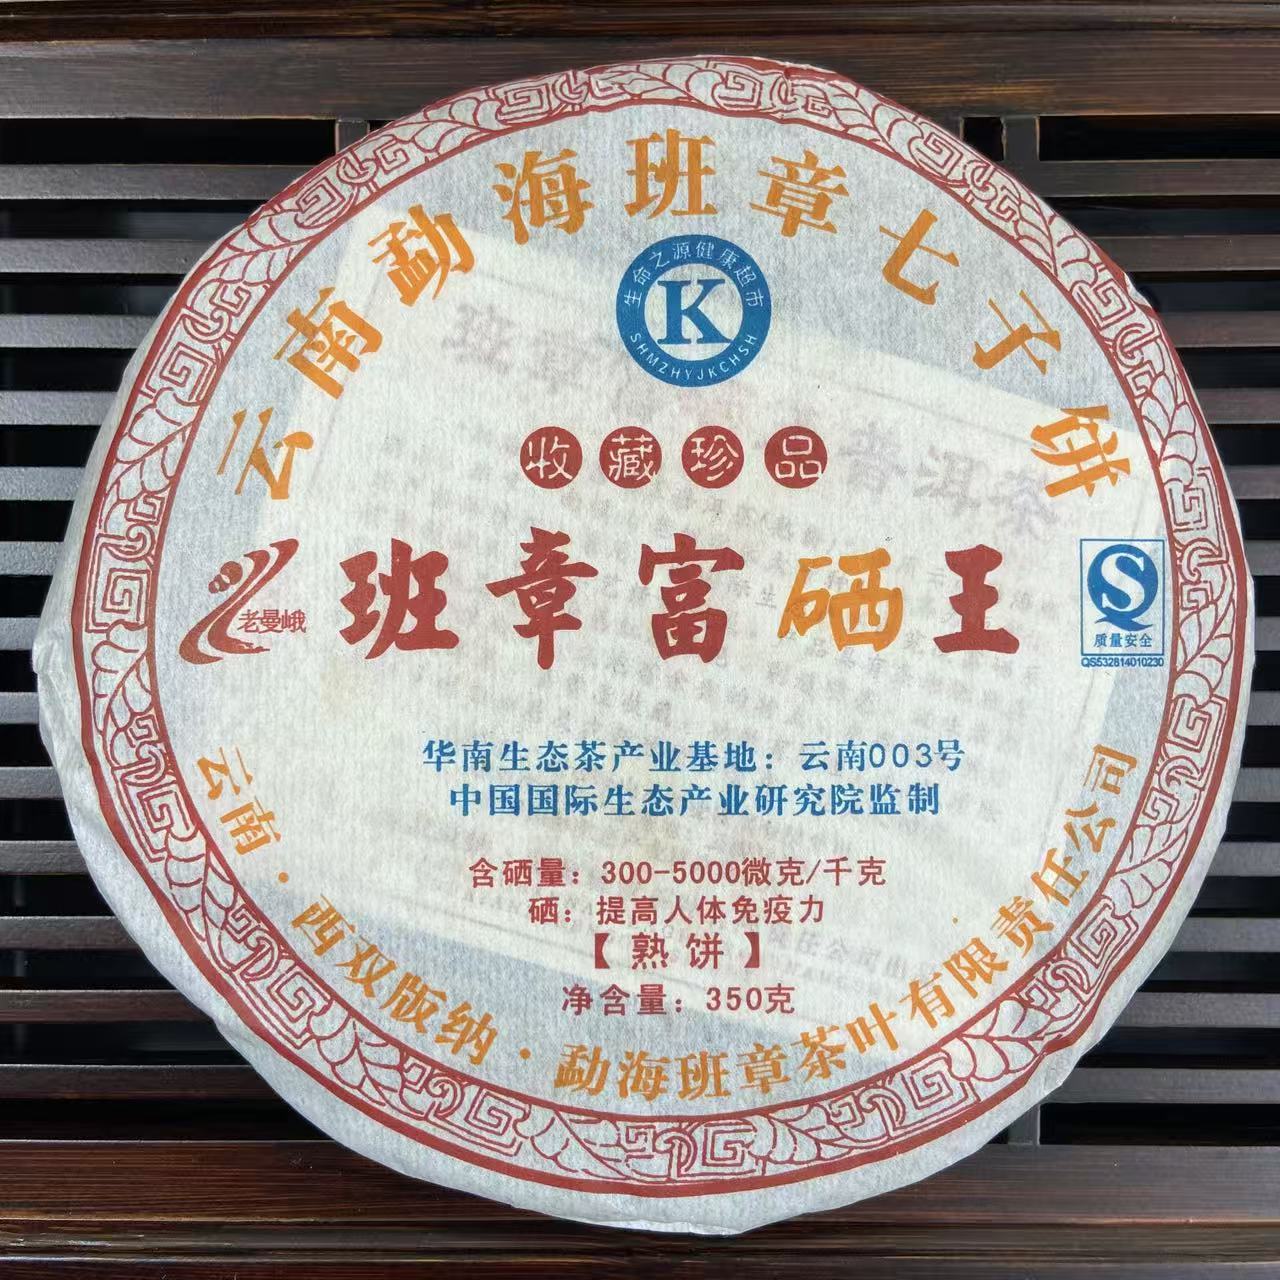 云南勐海班章七子饼
生命之源健康超市
K
SHMZHYJKCHSH
收藏珍品
老曼峨
班章富硒王
S
质量安全
QS532814010230
华南生态茶产业基地：云南003号
中国国际生态产业研究院监制
含硒量：300-5000微克/千克
硒：提高人体免疫力
【熟饼】
净含量：350克
云南·西双版纳·勐海班章茶叶有限责任公司